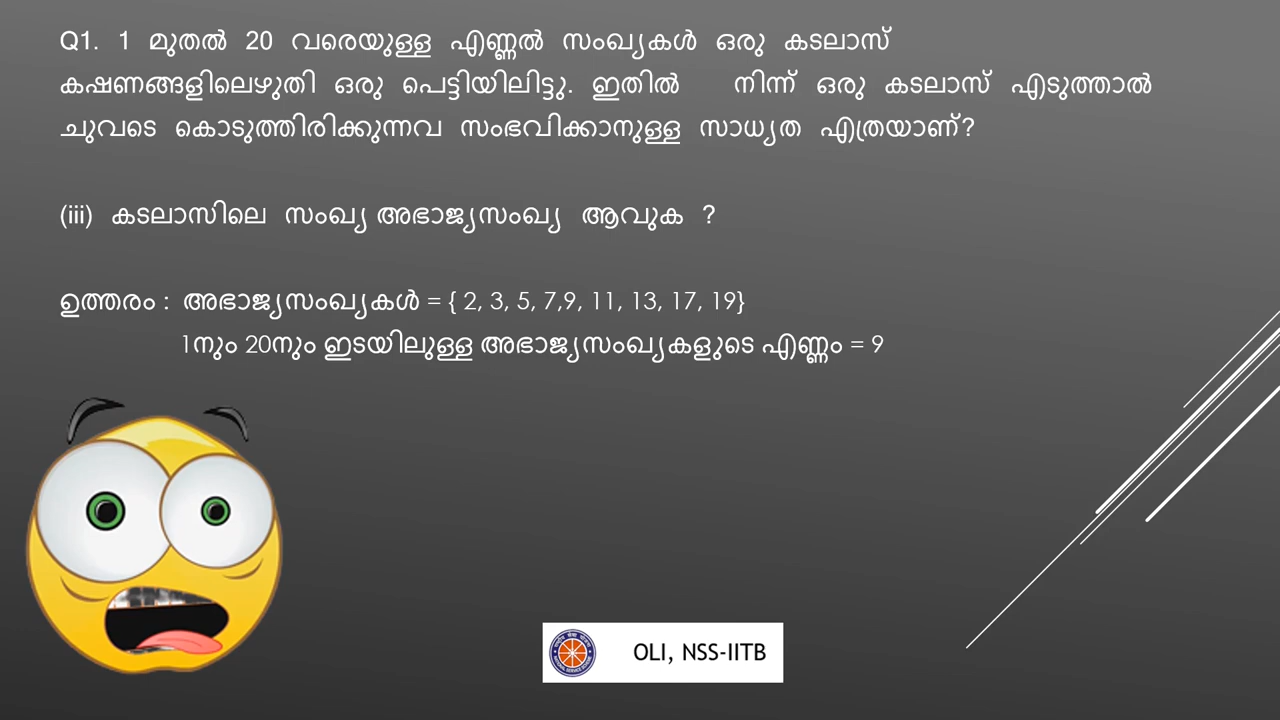 Q1. 1 മുതൽ 20 വരെയുള്ള എണ്ണൽ സംഖ്യകൾ ഒരു കടലാസ്
കഷണങ്ങളിലെഴുതി ഒരു പെട്ടിയിലിട്ടു. ഇതിൽ നിന്ന് ഒരു കടലാസ് എടുത്താൽ
ചുവടെ കൊടുത്തിരിക്കുന്നവ സംഭവിക്കാനുള്ള സാധ്യത എത്രയാണ്?
(iii) കടലാസിലെ സംഖ്യ അഭാജ്യസംഖ്യ ആവുക ?
ഉത്തരം : അഭാജ്യസംഖ്യകൾ = { 2, 3, 5, 7,9, 11, 13, 17, 19}
1നും 20നും ഇടയിലുള്ള അഭാജ്യസംഖ്യകളുടെ എണ്ണം = 9
OLI, NSS-IITB